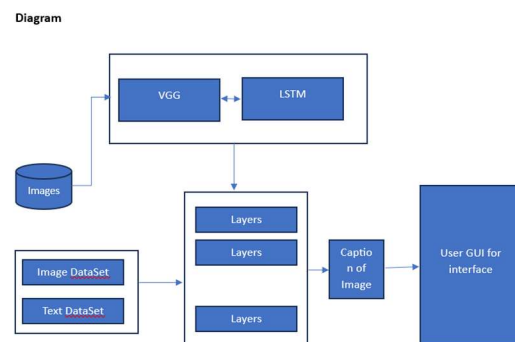 Diagram
VGG
LSTM
Images
Layers
Layers
Layers
Image DataSet
Text DataSet
Captio
n of
Image
User GUI for
interface